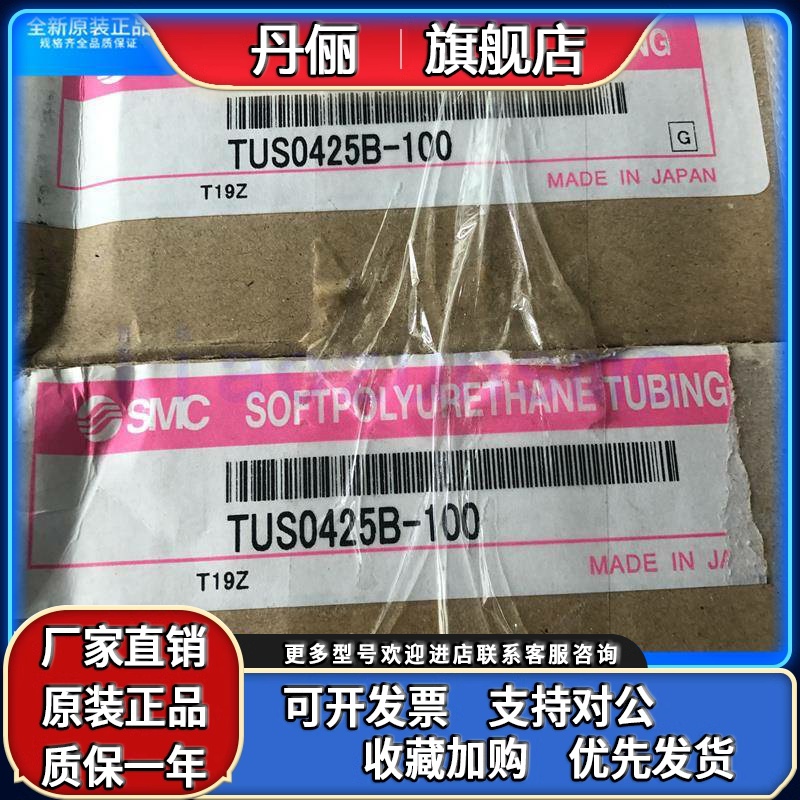 全新原装正品
规格齐全品质保证
丹俪 旗舰店
NG
TUS0425B-100
G
T19Z
MADE IN JAPAN
SMC SOFTPOLYURETHANE TUBING
TUS0425B-100
T19Z
MADE IN JA
厂家直销
原装正品
质保一年
更多型号欢迎进店联系客服咨询
可开发票 支持对公
收藏加购 优先发货